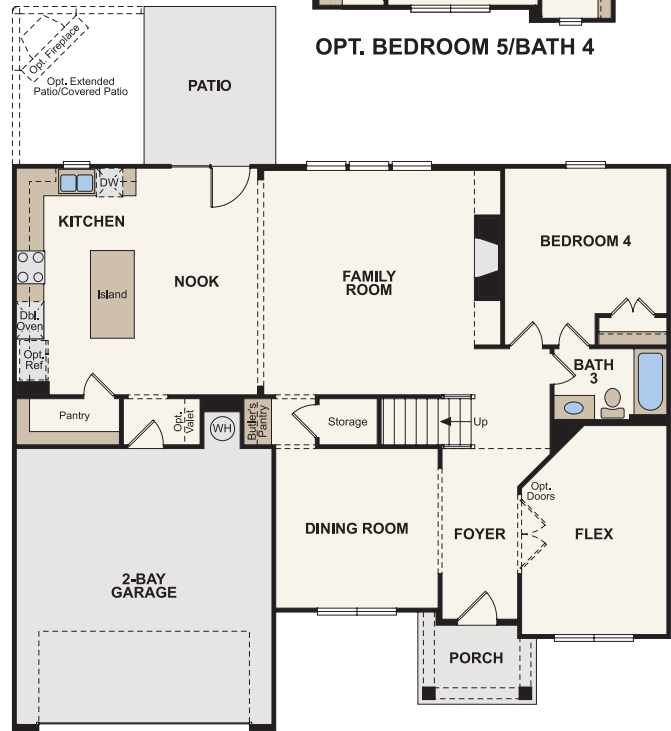 OPT. BEDROOM 5/BATH 4
Opt. Fireplace
Opt. Extended
Patio/Covered Patio
PATIO
DW
KITCHEN
Island
NOOK
FAMILY
ROOM
BEDROOM 4
Dbl.
Oven
Opt.
Ref
BATH
3
Pantry
Opt.
Valet
WH
Butler's
Pantry
Storage
Up
Opt.
Doors
DINING ROOM
FOYER
FLEX
2-BAY
GARAGE
PORCH